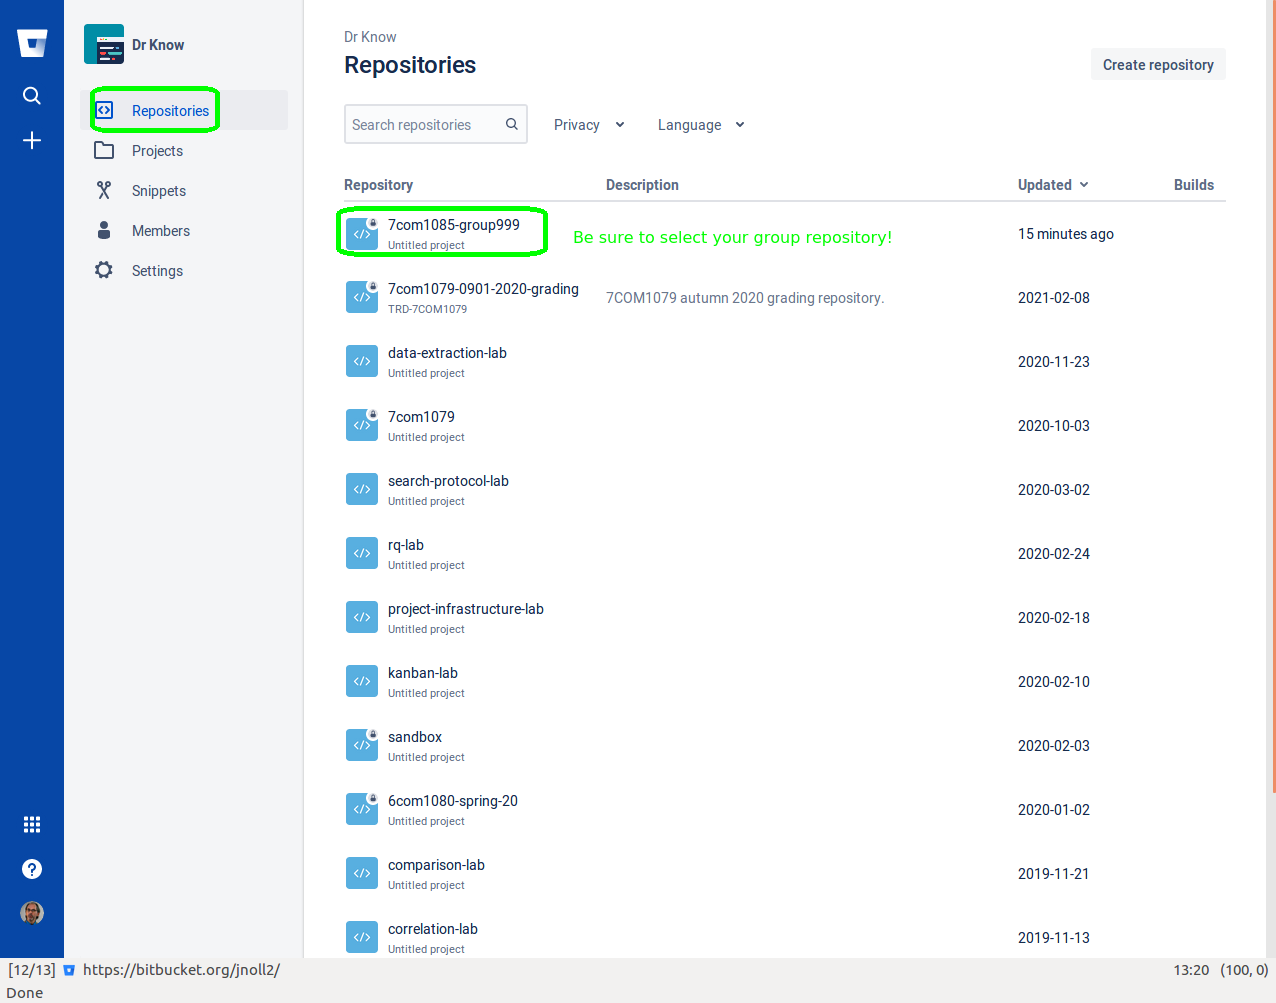 Dr Know
Repositories
Projects
Snippets
Members
Settings
Dr Know
Repositories
Create repository
Search repositories
Privacy
Language
Repository Description Updated Builds
7com1085-group999
Untitled project
Be sure to select your group repository!
15 minutes ago
7com1079-0901-2020-grading
TRD-7COM1079
7COM1079 autumn 2020 grading repository.
2021-02-08
data-extraction-lab
Untitled project
2020-11-23
7com1079
Untitled project
2020-10-03
search-protocol-lab
Untitled project
2020-03-02
rq-lab
Untitled project
2020-02-24
project-infrastructure-lab
Untitled project
2020-02-18
kanban-lab
Untitled project
2020-02-10
sandbox
Untitled project
2020-02-03
6com1080-spring-20
Untitled project
2020-01-02
comparison-lab
Untitled project
2019-11-21
correlation-lab
Untitled project
2019-11-13
[12/13] https://bitbucket.org/jnoll2/ 13:20 (100, 0)
Done